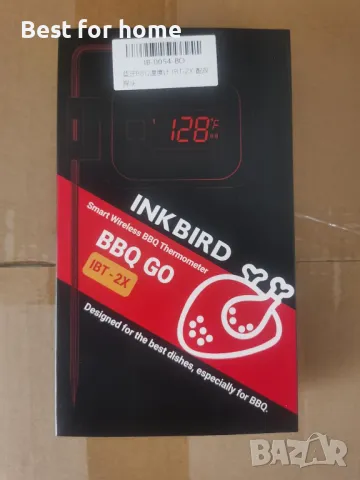 Best for home
128°F
INKBIRD
Smart Wireless BBQ Thermometer
BBQ GO
IBT - 2X
Designed for the best dishes, especially for BBQ.
BAZAR